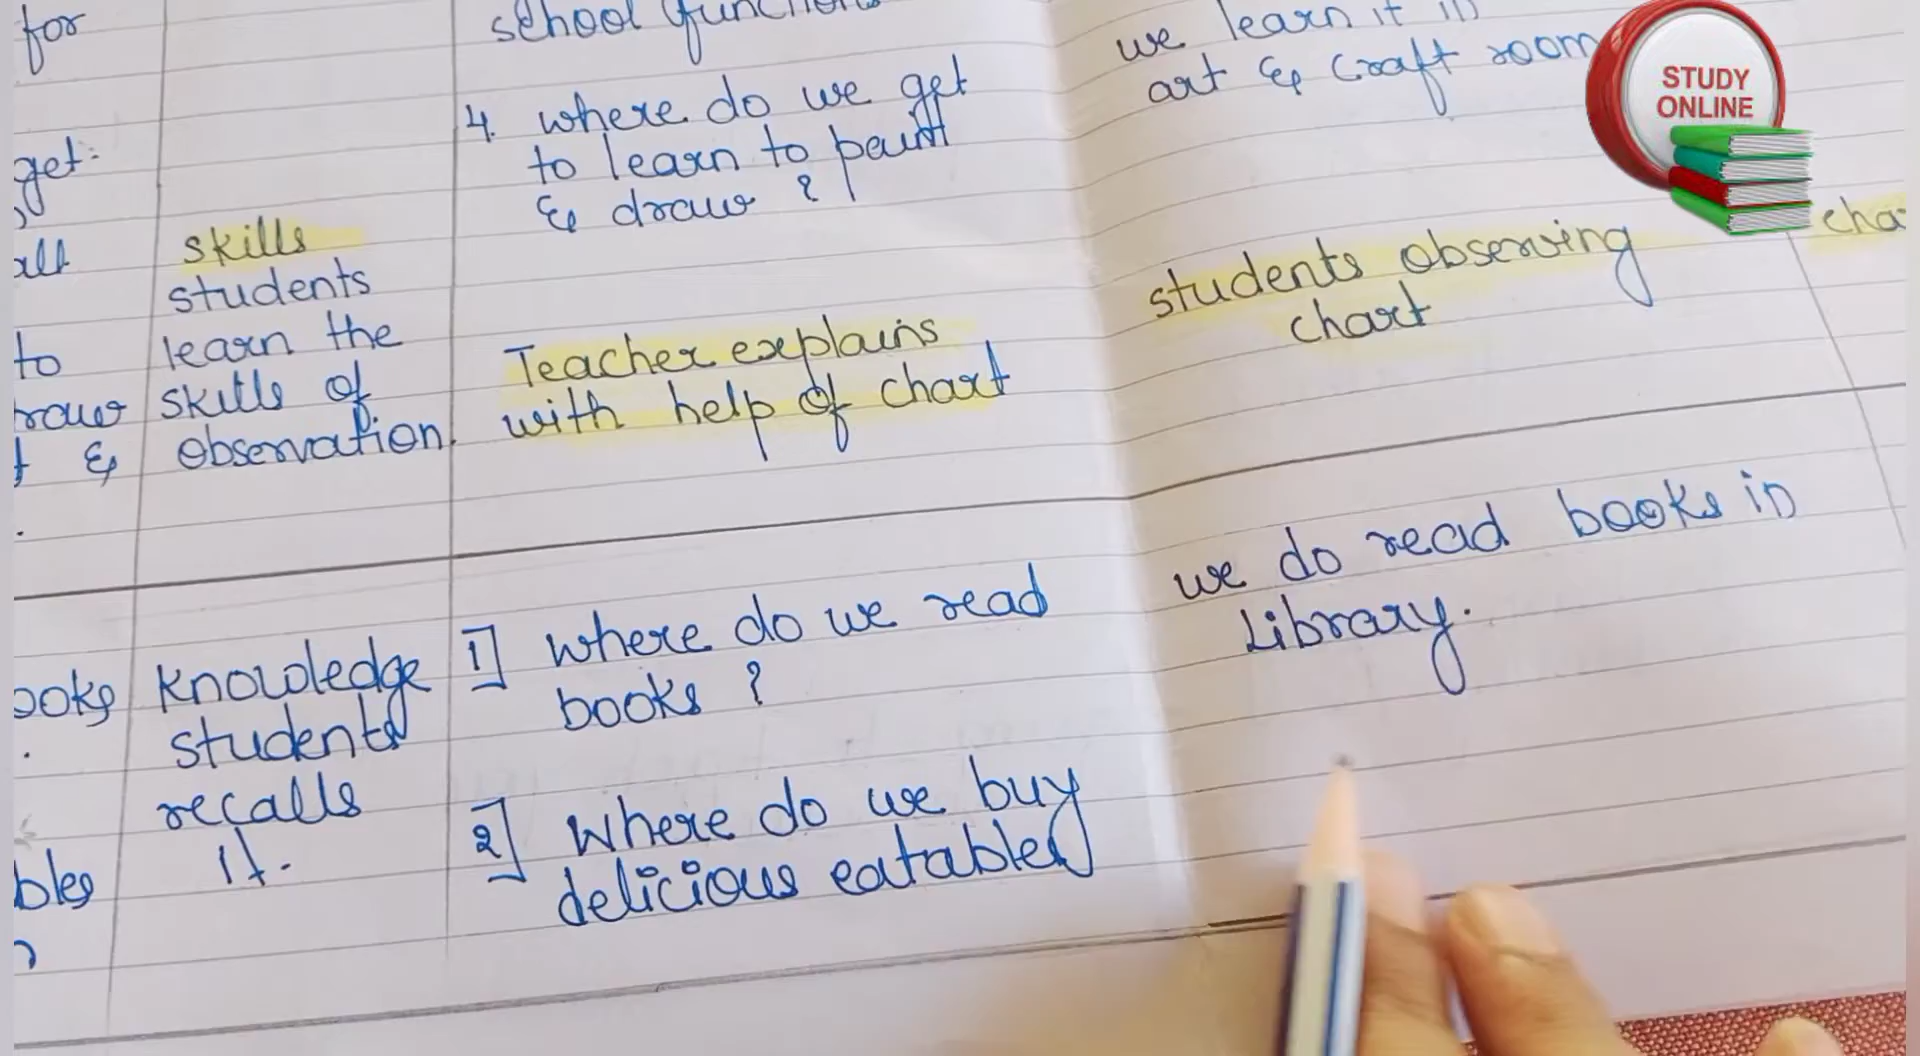 for
get:
all
to
raw
t &
.
ooks
.
bles
skills
students
learn the
skills of
observation.
Knowledge
students
recalls
it.
school functions
4. where do we get
to learn to paint
& draw ?
Teacher explains
with help of chart
1] Where do we read
books ?
2] Where do we buy
delicious eatables
we learn it in
art & craft room
students observing
chart
we do read books in
Library.
cha
STUDY
ONLINE